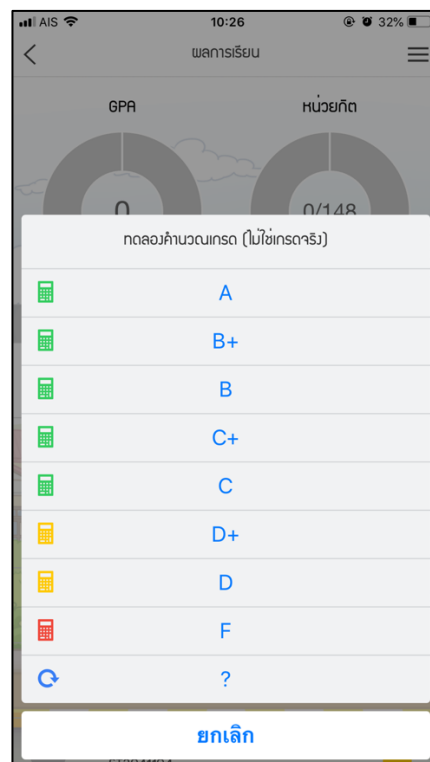 AIS 10:26 32%
ผลการเรียน
GPA หน่วยกิต
0 0/148
ทดลองคำนวณเกรด (ไม่ใช่เกรดจริง)
A
B+
B
C+
C
D+
D
F
?
ยกเลิก